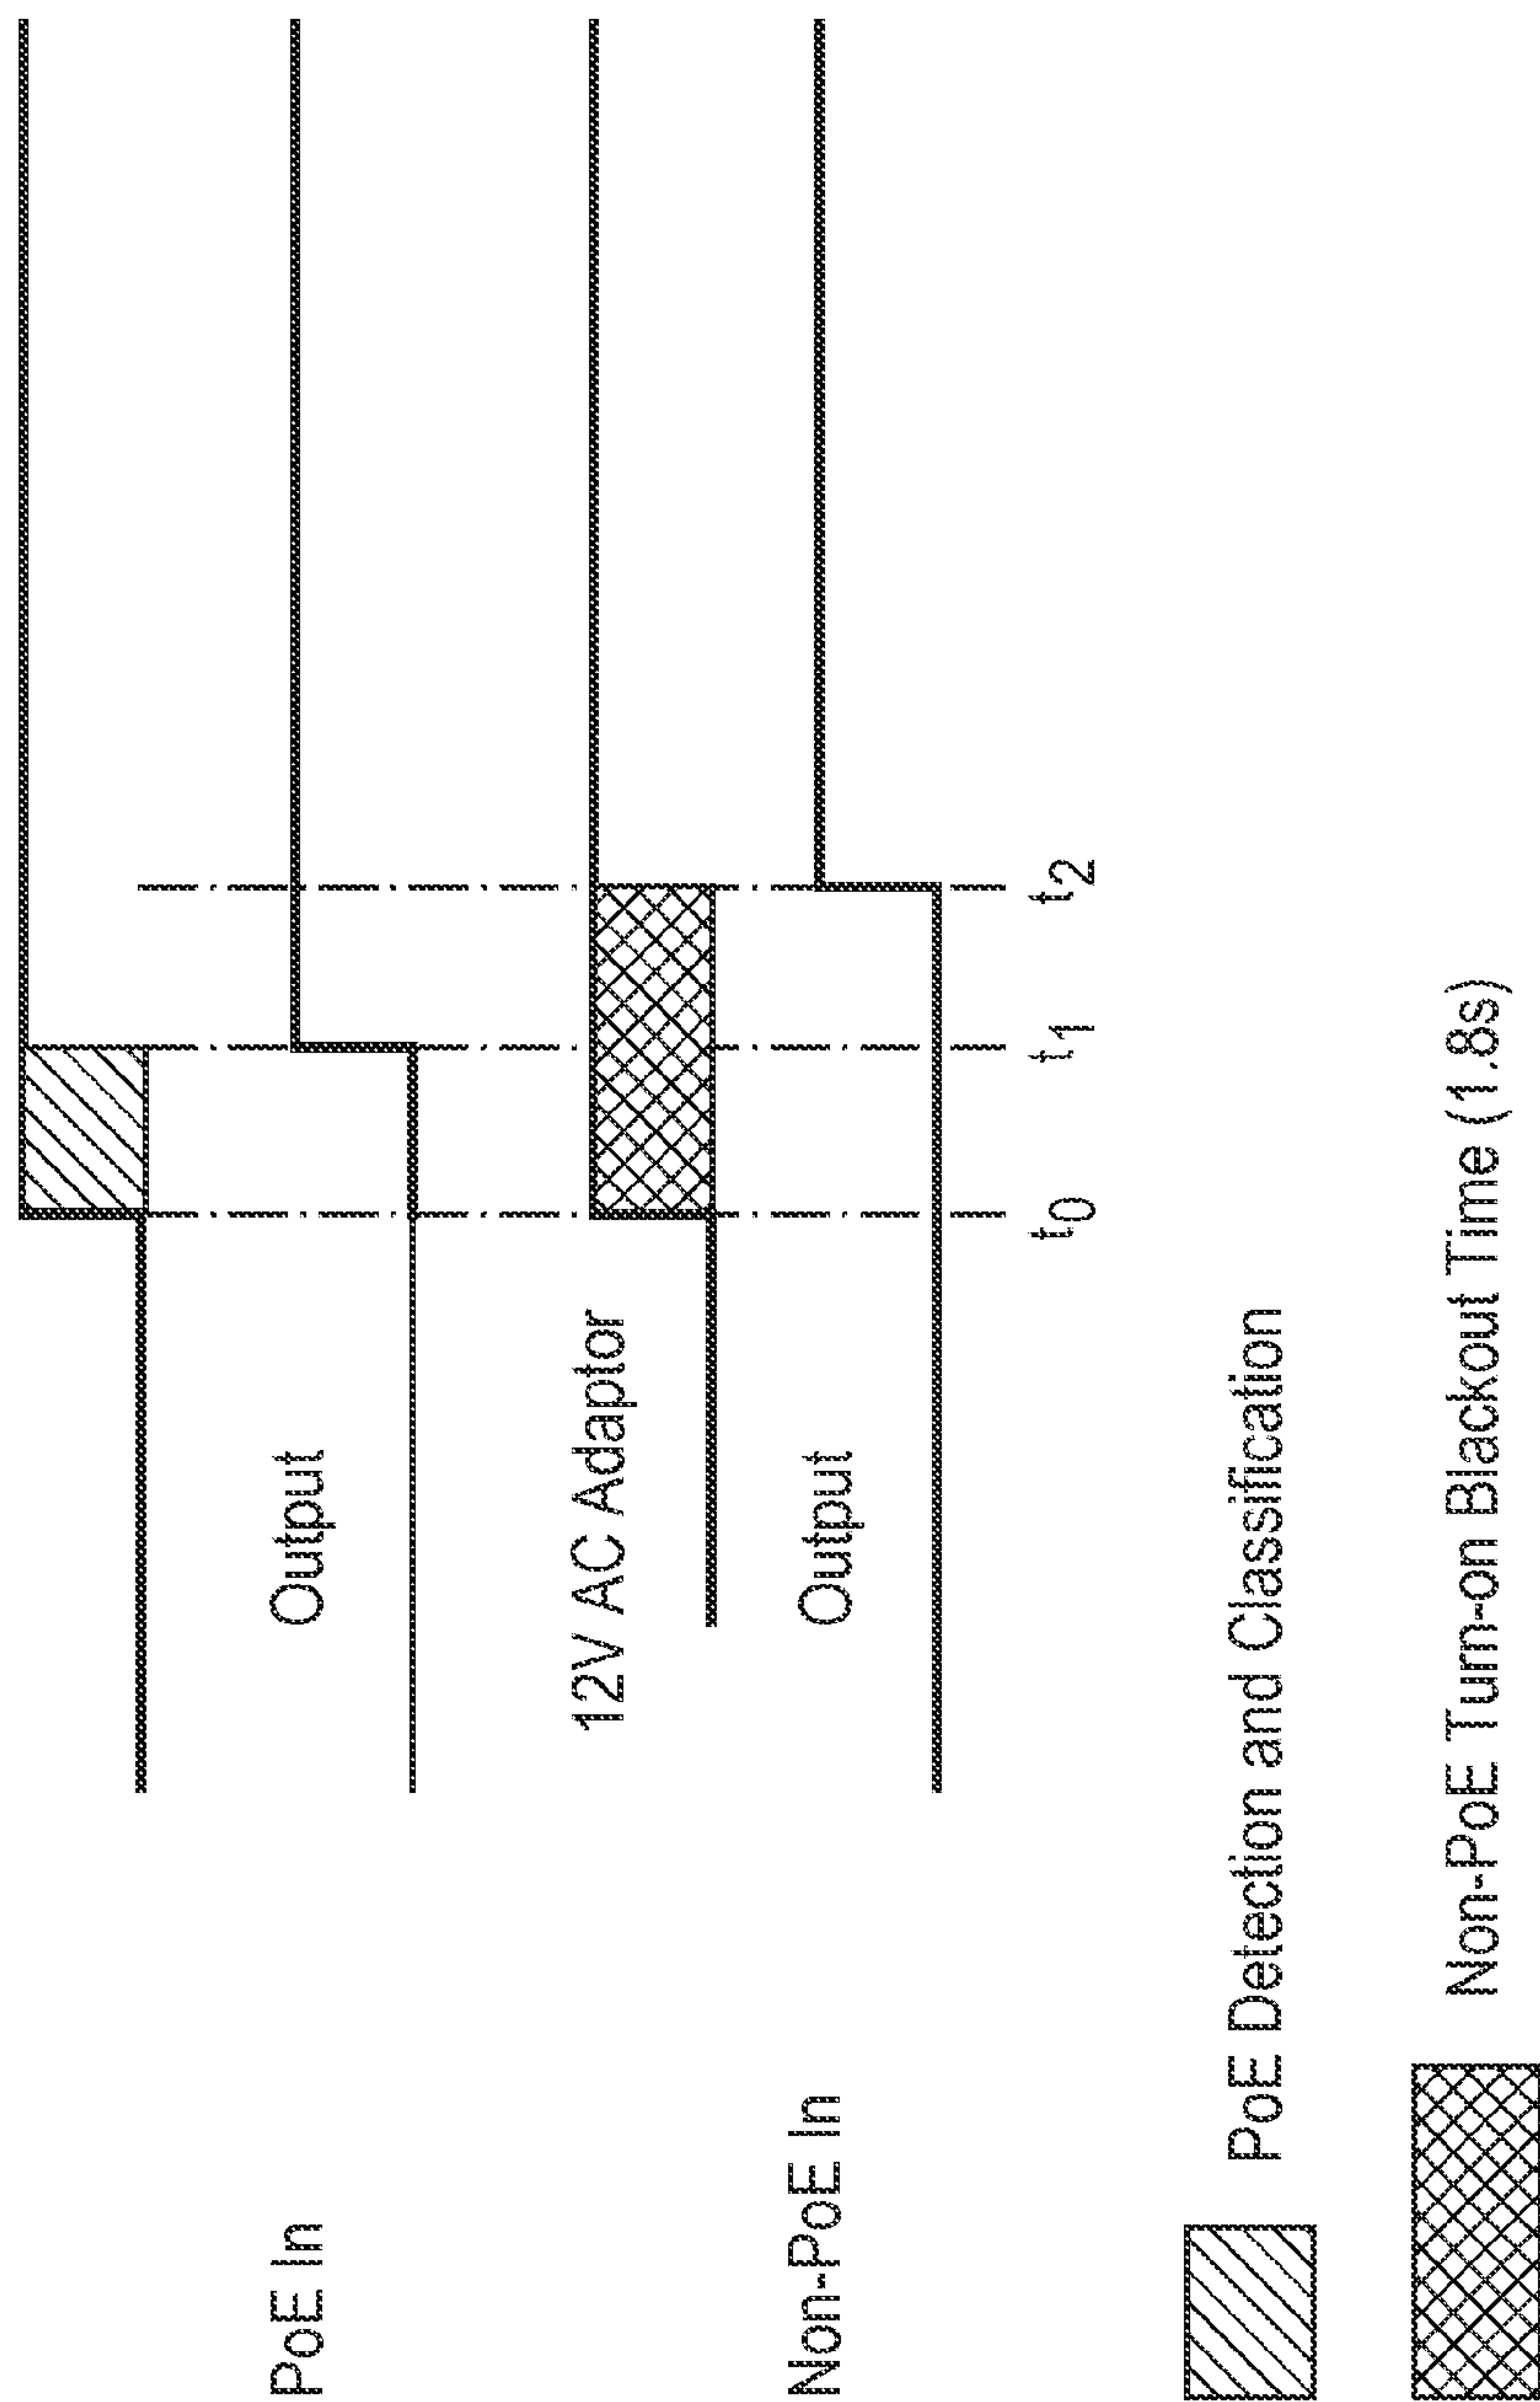 PoE In
Output
12V AC Adaptor
Non-PoE In
Output
t0 t1 t2
PoE Detection and Classification
Non-PoE Turn-on Blackout Time (1.8s)